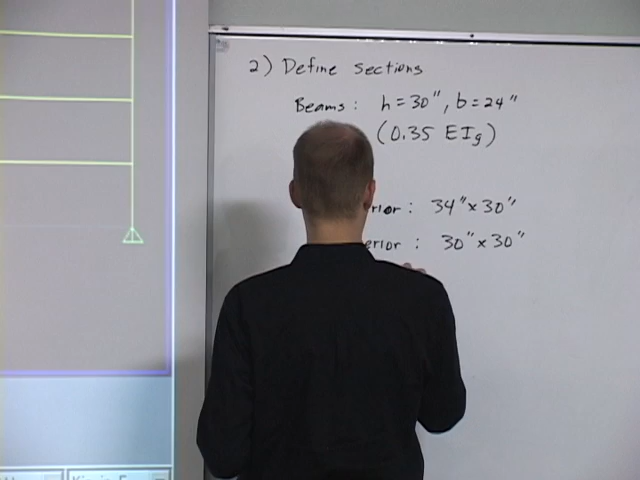 2) Define sections
Beams: h=30", b=24"
(0.35 EIg)
rior: 34"x30"
erior: 30"x30"